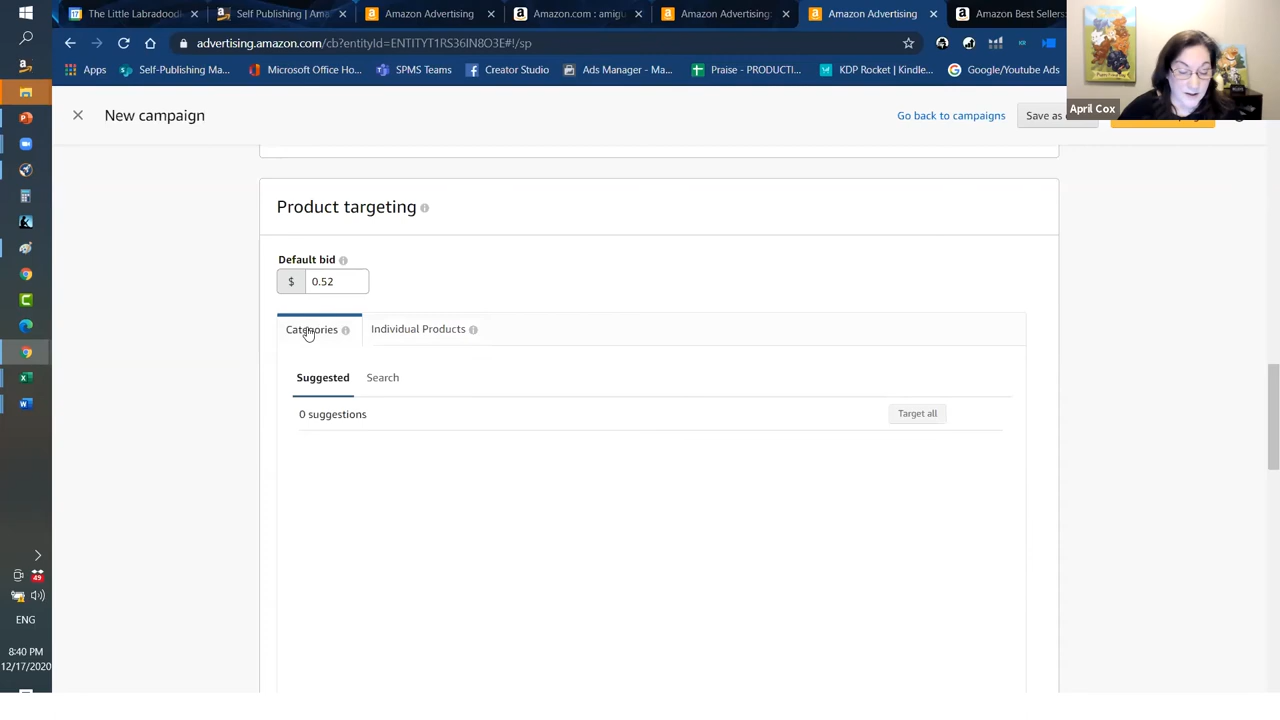 17 The Little Labradood
Self Publishing | Ama
Amazon Advertising
Amazon.com : amigu
Amazon Advertising:
Amazon Advertising
Amazon Best Sellers:
advertising.amazon.com/cb?entityId=ENTITYT1RS36IN8O3E#!/sp
Apps
Self-Publishing Ma...
Microsoft Office Ho...
SPMS Teams
Creator Studio
Ads Manager - Ma...
Praise - PRODUCTI...
KDP Rocket | Kindle...
Google/Youtube Ads
April Cox
New campaign
Go back to campaigns
Save as
Product targeting
Default bid
$ 0.52
Categories
Individual Products
Suggested
Search
0 suggestions
Target all
49
ENG
8:40 PM
12/17/2020